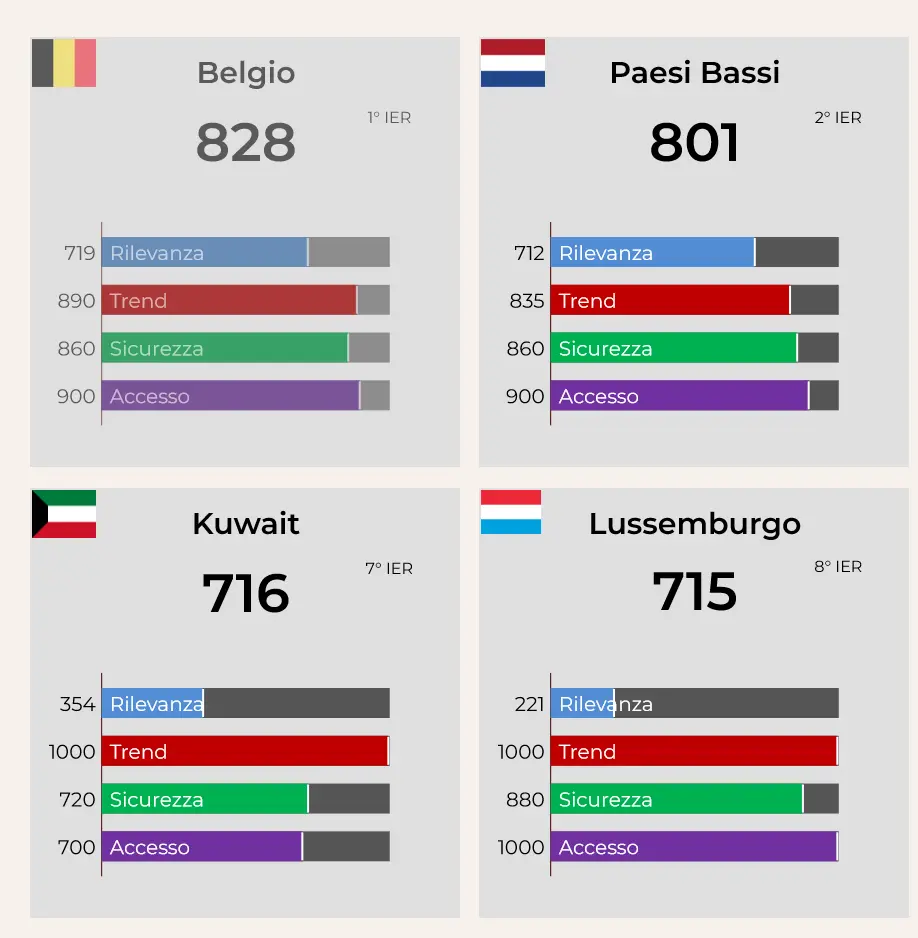 Belgio
1° IER
828
719 Rilevanza
890 Trend
860 Sicurezza
900 Accesso
Paesi Bassi
2° IER
801
712 Rilevanza
835 Trend
860 Sicurezza
900 Accesso
Kuwait
7° IER
716
354 Rilevanza
1000 Trend
720 Sicurezza
700 Accesso
Lussemburgo
8° IER
715
221 Rilevanza
1000 Trend
880 Sicurezza
1000 Accesso